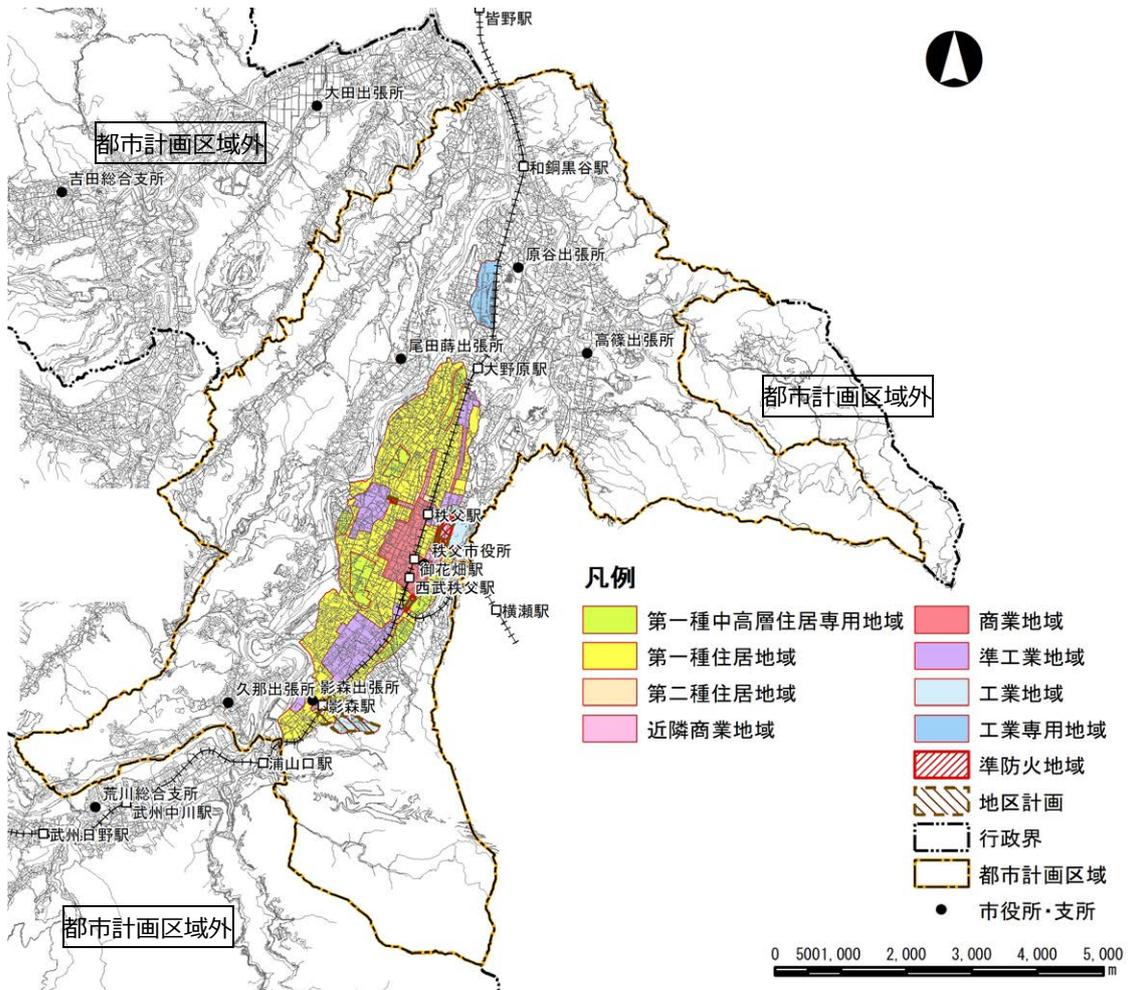 皆野駅
大田出張所
都市計画区域外
吉田総合支所
和銅黒谷駅
原谷出張所
尾田蒔出張所
高篠出張所
大野原駅
都市計画区域外
秩父駅
秩父市役所
御花畑駅
西武秩父駅
横瀬駅
久那出張所
影森出張所
影森駅
浦山口駅
荒川総合支所
武州中川駅
武州日野駅
都市計画区域外
凡例
第一種中高層住居専用地域
第一種住居地域
第二種住居地域
近隣商業地域
商業地域
準工業地域
工業地域
工業専用地域
準防火地域
地区計画
行政界
都市計画区域
市役所・支所
0 5001,000 2,000 3,000 4,000 5,000
m